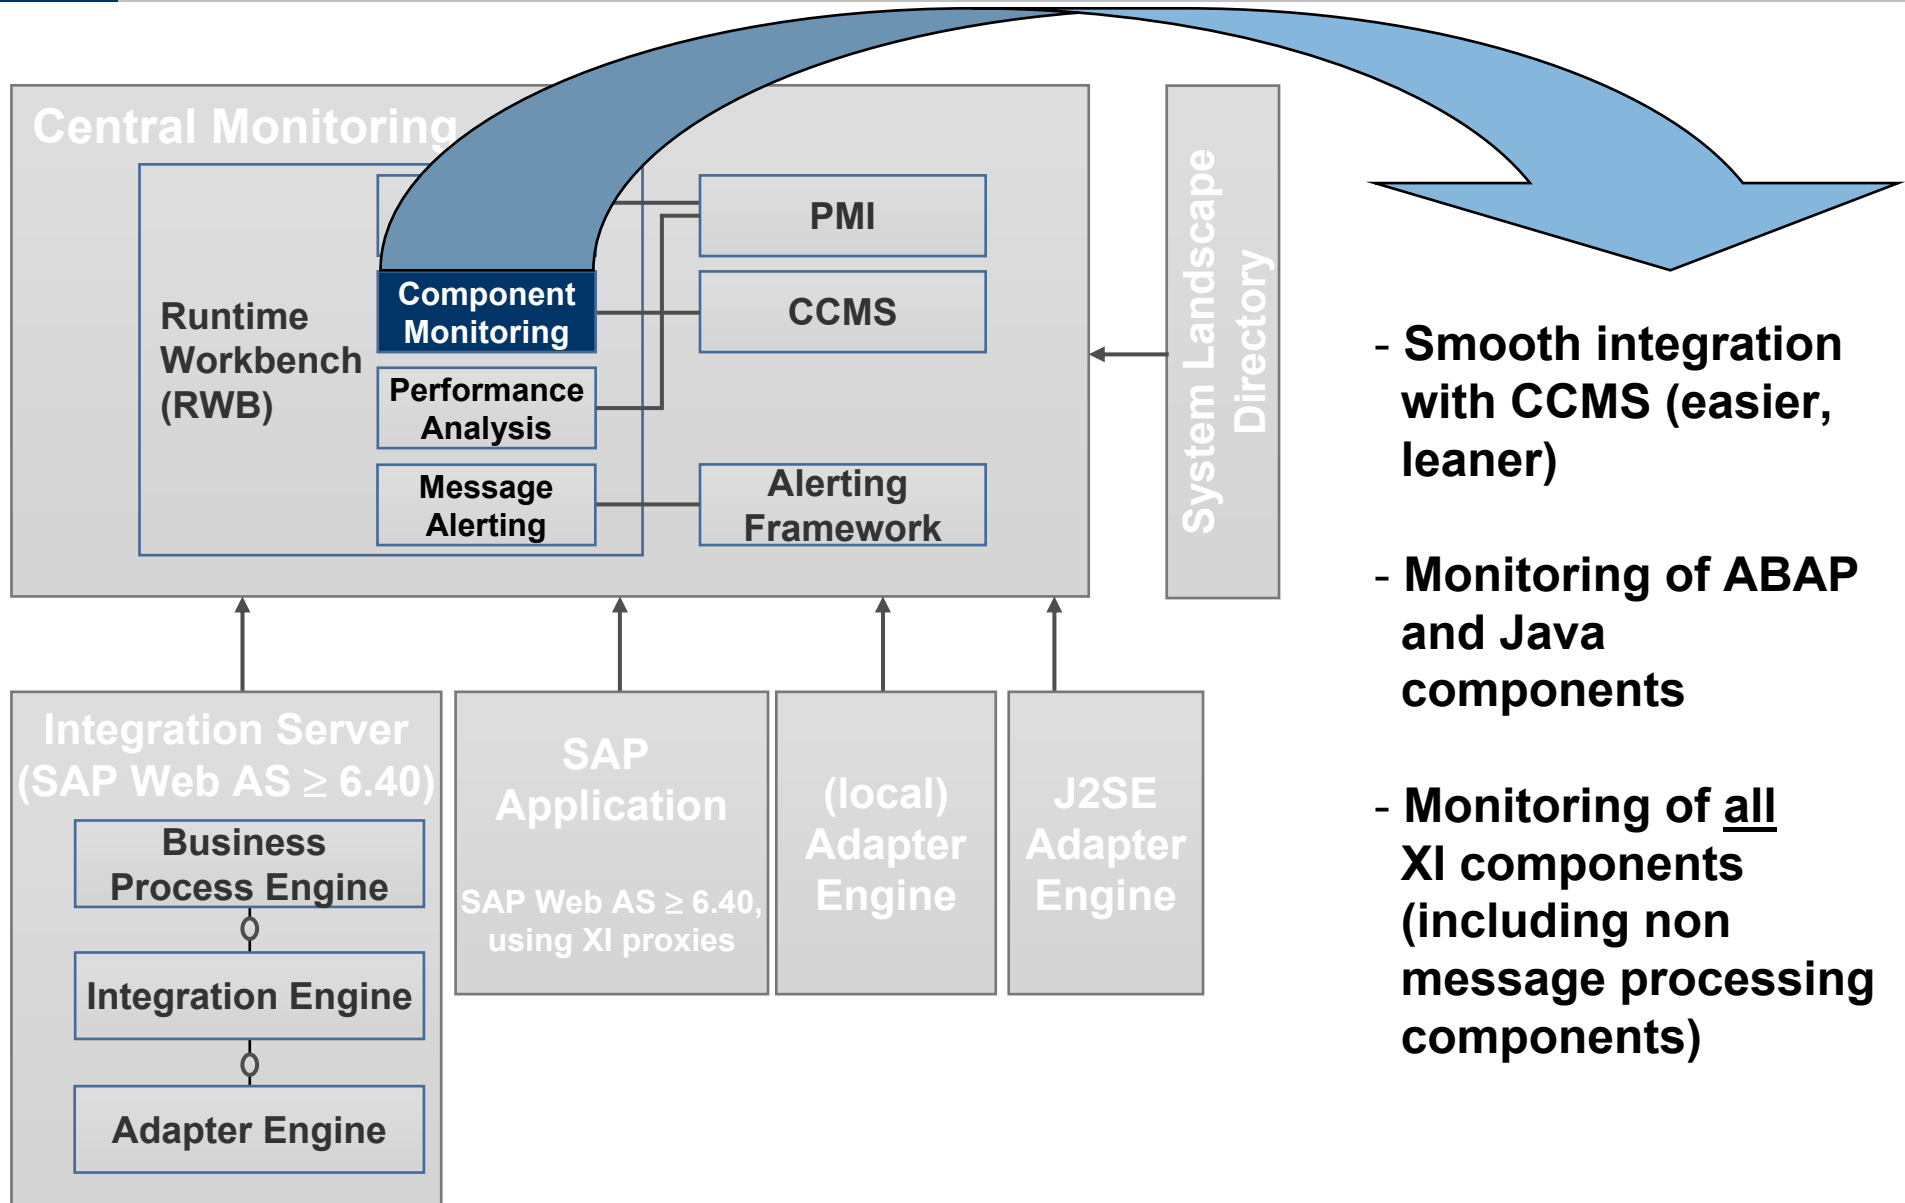 Central Monitoring
Runtime
Workbench
(RWB)
Component
Monitoring
Performance
Analysis
Message
Alerting
PMI
CCMS
Alerting
Framework
System Landscape
Directory
Integration Server
(SAP Web AS ≥ 6.40)
Business
Process Engine
Integration Engine
Adapter Engine
SAP
Application
SAP Web AS ≥ 6.40,
using XI proxies
(local)
Adapter
Engine
J2SE
Adapter
Engine
- Smooth integration
with CCMS (easier,
leaner)
- Monitoring of ABAP
and Java
components
- Monitoring of all
XI components
(including non
message processing
components)